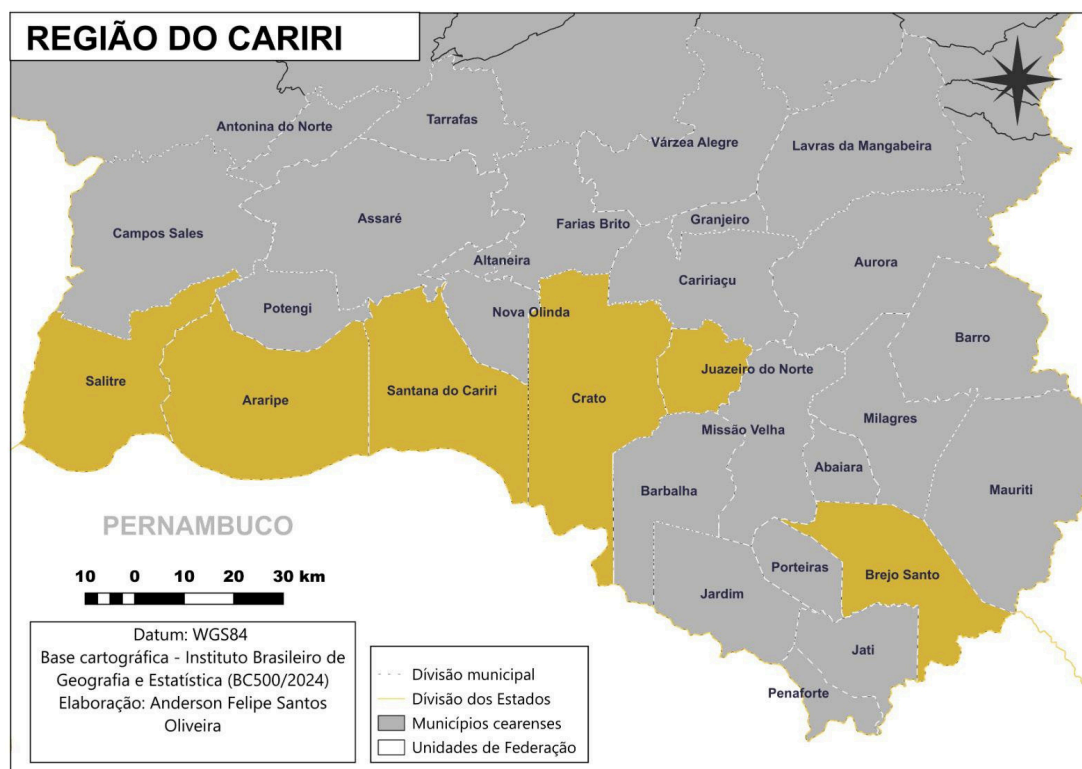 REGIÃO DO CARIRI
Antonina do Norte
Tarrafas
Várzea Alegre
Lavras da Mangabeira
Campos Sales
Assaré
Farias Brito
Granjeiro
Altaneira
Aurora
Caririaçu
Potengi
Nova Olinda
Barro
Salitre
Araripe
Santana do Cariri
Crato
Juazeiro do Norte
Milagres
Missão Velha
Abaiara
Barbalha
Mauriti
PERNAMBUCO
Porteiras
Brejo Santo
Jardim
Jati
Penaforte
10 0 10 20 30 km
Datum: WGS84
Base cartográfica - Instituto Brasileiro de
Geografia e Estatística (BC500/2024)
Elaboração: Anderson Felipe Santos
Oliveira
Divisão municipal
Divisão dos Estados
Municípios cearenses
Unidades de Federação